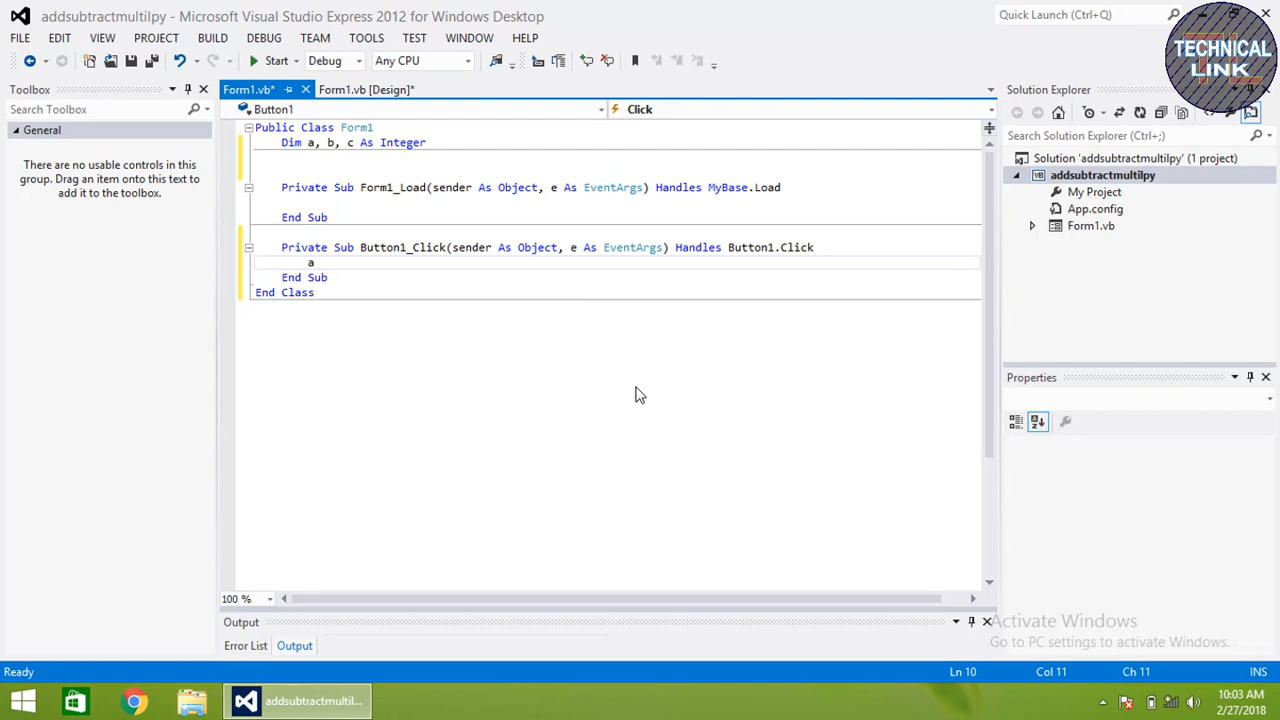 addsubtractmultilpy - Microsoft Visual Studio Express 2012 for Windows Desktop
Quick Launch (Ctrl+Q)
FILE EDIT VIEW PROJECT BUILD DEBUG TEAM TOOLS TEST WINDOW HELP
TECHNICAL
LINK
Start Debug Any CPU
Toolbox
Form1.vb* Form1.vb [Design]*
Solution Explorer
Search Toolbox
Button1 Click
General
There are no usable controls in this
group. Drag an item onto this text to
add it to the toolbox.
Public Class Form1
Dim a, b, c As Integer
Private Sub Form1_Load(sender As Object, e As EventArgs) Handles MyBase.Load
End Sub
Private Sub Button1_Click(sender As Object, e As EventArgs) Handles Button1.Click
a
End Sub
End Class
Search Solution Explorer (Ctrl+;)
Solution 'addsubtractmultilpy' (1 project)
addsubtractmultilpy
My Project
App.config
Form1.vb
Properties
100 %
Output
Error List Output
Activate Windows
Go to PC settings to activate Windows.
Ready Ln 10 Col 11 Ch 11 INS
addsubtractmultil...
10:03 AM
2/27/2018